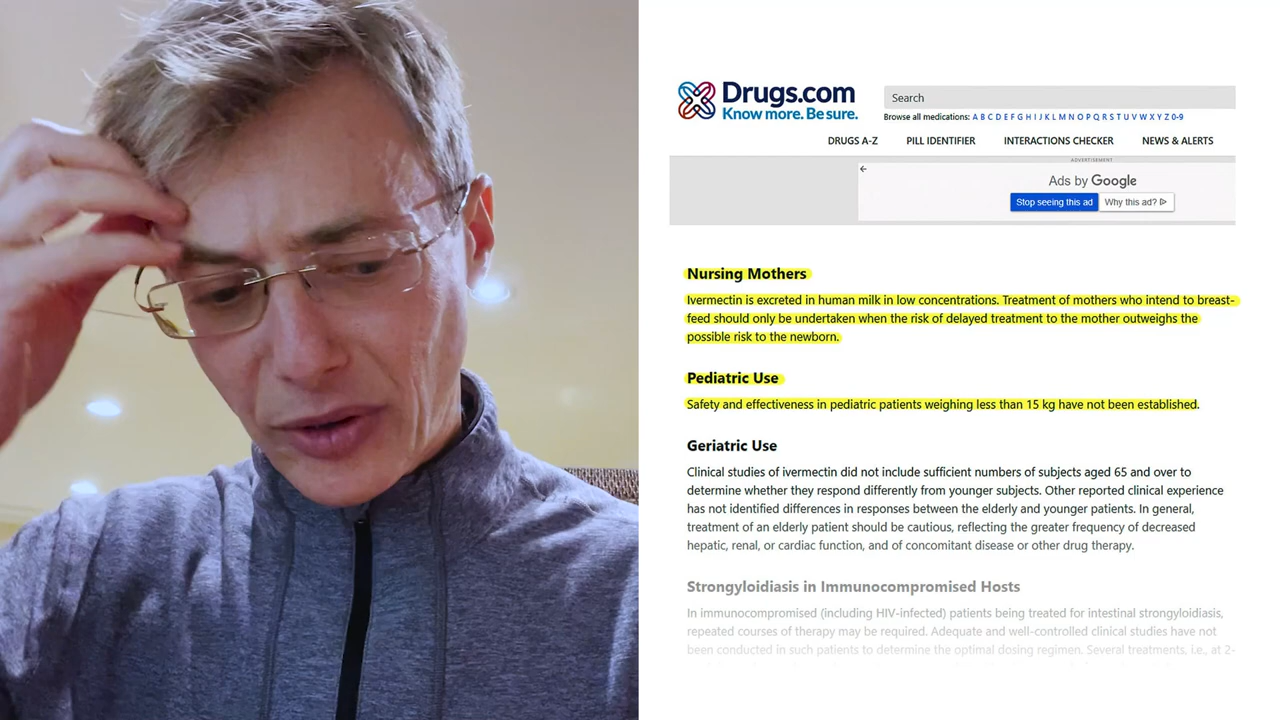 Drugs.com
Know more. Be sure.
Search
Browse all medications: A B C D E F G H I J K L M N O P Q R S T U V W X Y Z 0-9
DRUGS A-Z PILL IDENTIFIER INTERACTIONS CHECKER NEWS & ALERTS
ADVERTISEMENT
Ads by Google
Stop seeing this ad Why this ad?
Nursing Mothers
Ivermectin is excreted in human milk in low concentrations. Treatment of mothers who intend to breast-
feed should only be undertaken when the risk of delayed treatment to the mother outweighs the
possible risk to the newborn.
Pediatric Use
Safety and effectiveness in pediatric patients weighing less than 15 kg have not been established.
Geriatric Use
Clinical studies of ivermectin did not include sufficient numbers of subjects aged 65 and over to
determine whether they respond differently from younger subjects. Other reported clinical experience
has not identified differences in responses between the elderly and younger patients. In general,
treatment of an elderly patient should be cautious, reflecting the greater frequency of decreased
hepatic, renal, or cardiac function, and of concomitant disease or other drug therapy.
Strongyloidiasis in Immunocompromised Hosts
In immunocompromised (including HIV-infected) patients being treated for intestinal strongyloidiasis,
repeated courses of therapy may be required. Adequate and well-controlled clinical studies have not
been conducted in such patients to determine the optimal dosing regimen. Several treatments, i.e., at 2-